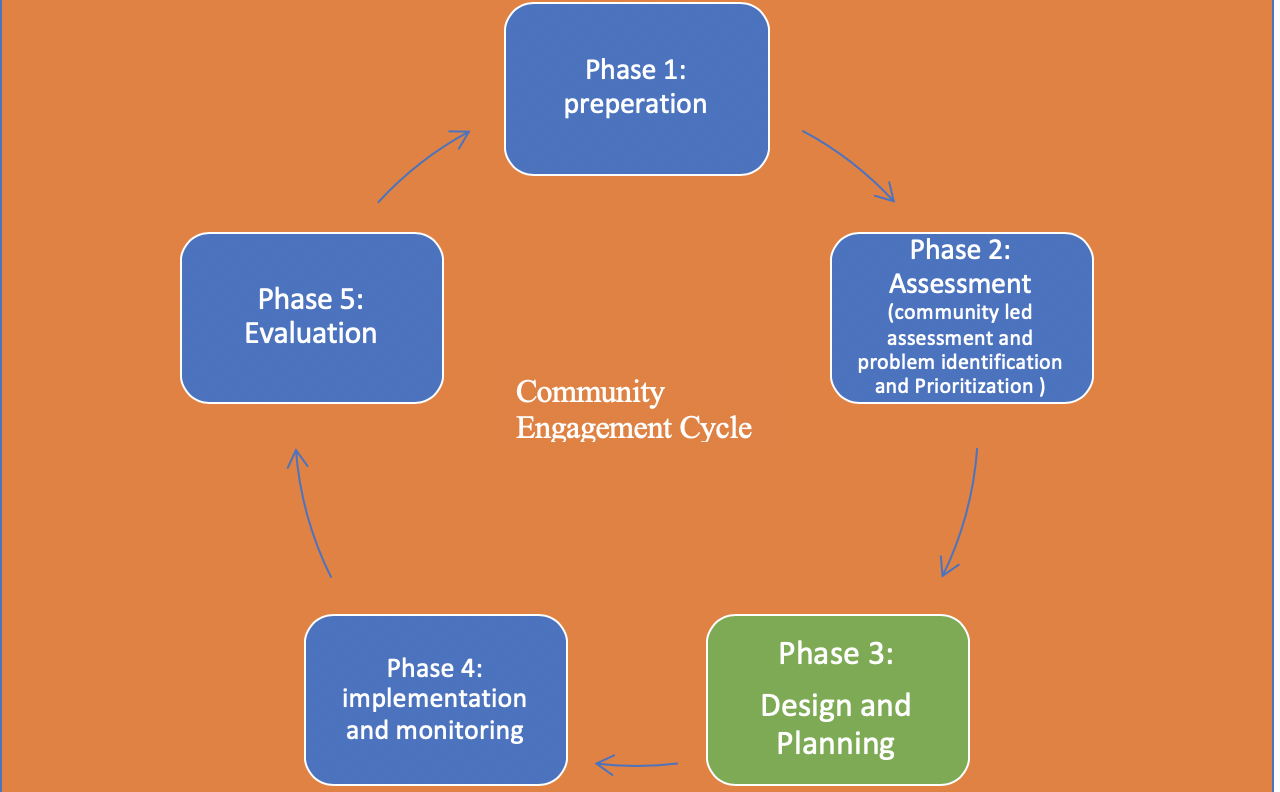 Phase 1:
preperation
Phase 2:
Assessment
(community led
assessment and
problem identification
and Prioritization )
Phase 3:
Design and
Planning
Phase 4:
implementation
and monitoring
Phase 5:
Evaluation
Community
Engagement Cycle